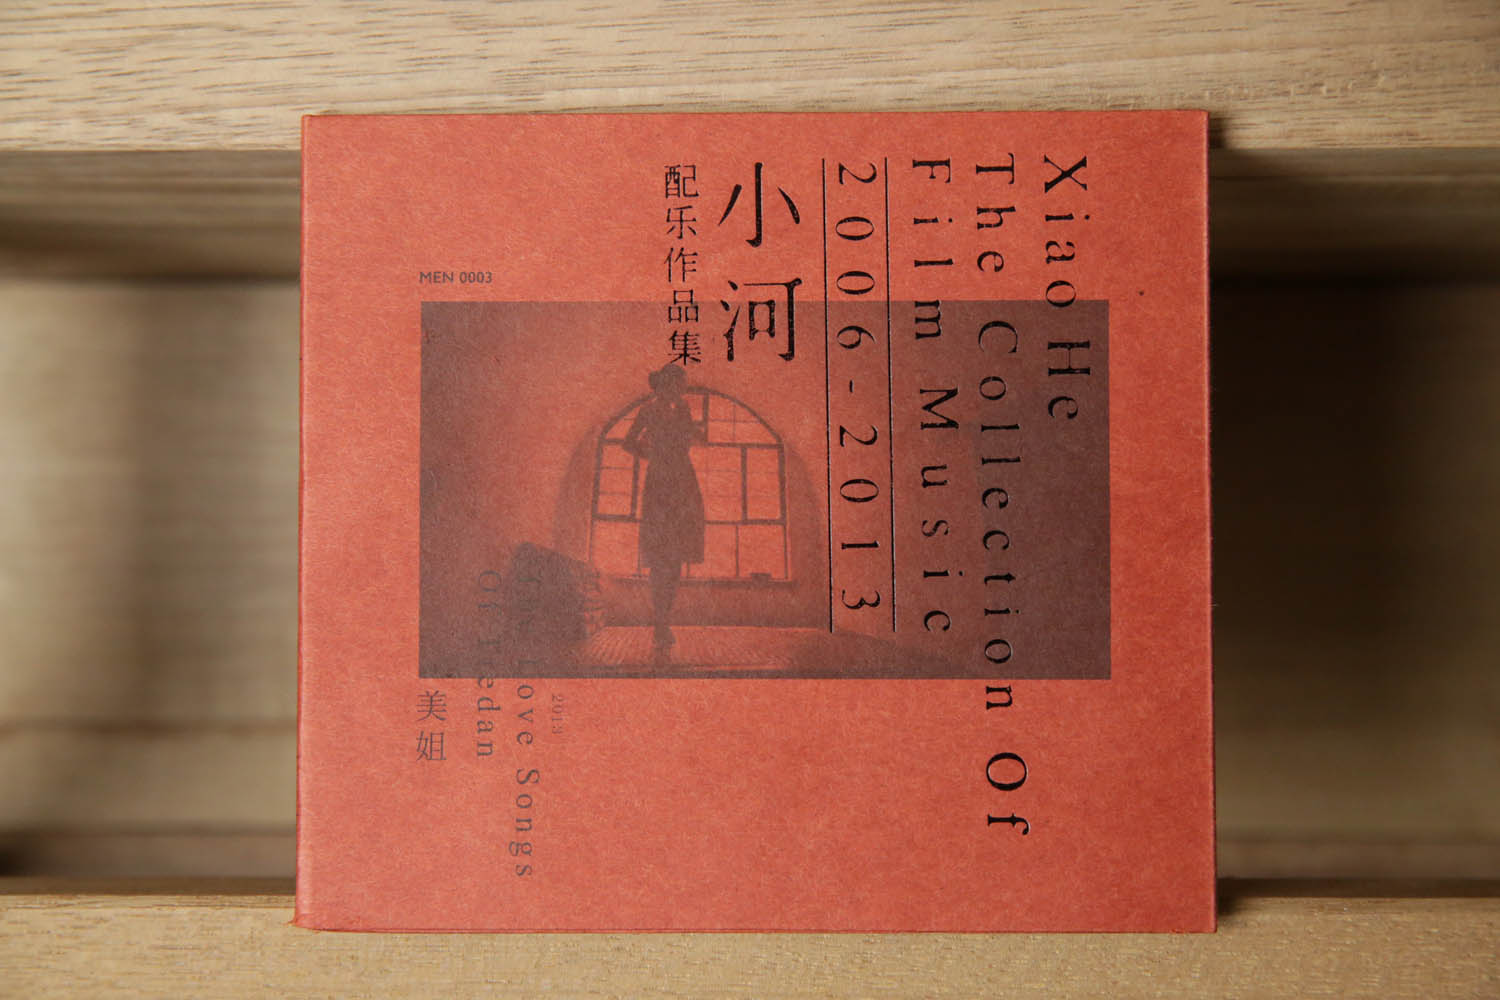 Xiao He
The Collection Of
Film Music
2006-2013
小河
配乐作品集
MEN 0003
2013
Love Songs
Of Tiedan
美姐